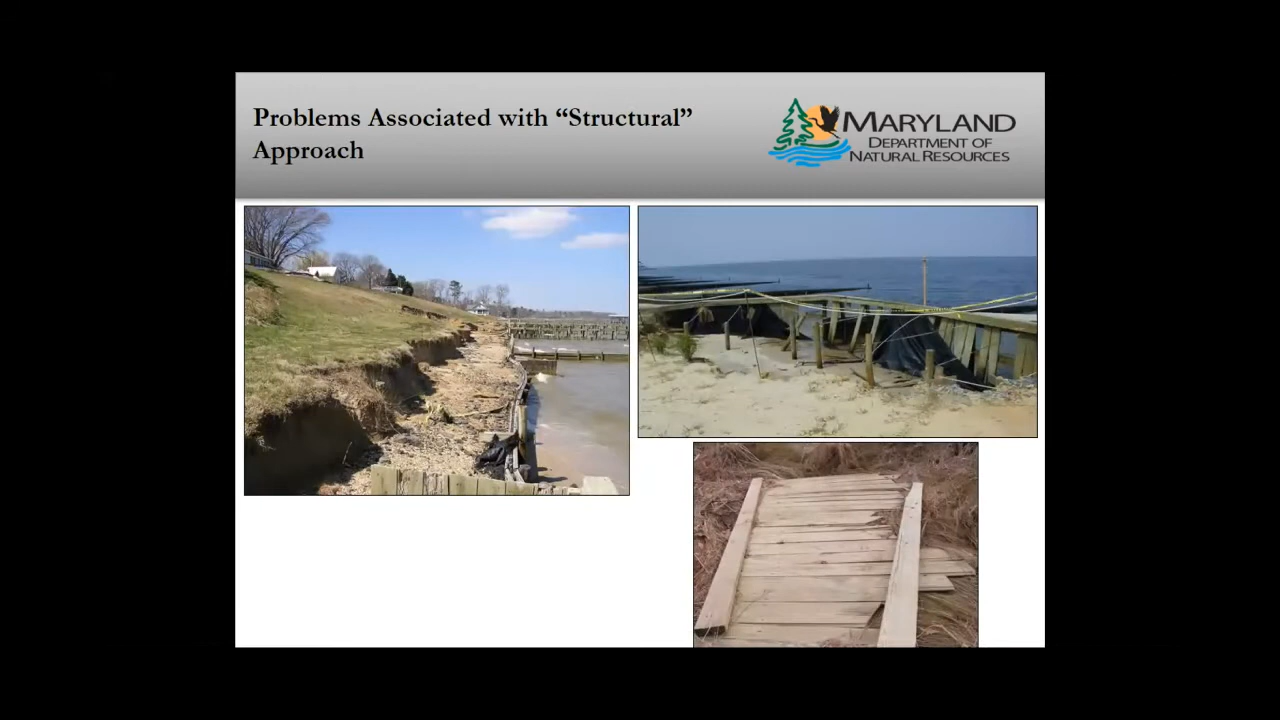 Problems Associated with “Structural”
Approach
MARYLAND
DEPARTMENT OF
NATURAL RESOURCES